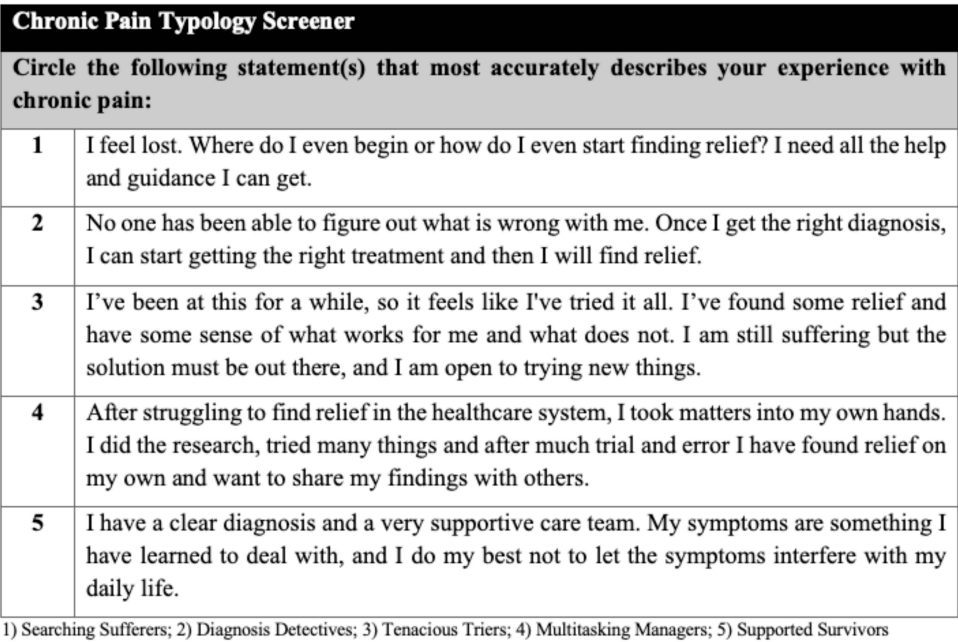 Chronic Pain Typology Screener
Circle the following statement(s) that most accurately describes your experience with
chronic pain:
1 I feel lost. Where do I even begin or how do I even start finding relief? I need all the help
and guidance I can get.
2 No one has been able to figure out what is wrong with me. Once I get the right diagnosis,
I can start getting the right treatment and then I will find relief.
3 I’ve been at this for a while, so it feels like I've tried it all. I’ve found some relief and
have some sense of what works for me and what does not. I am still suffering but the
solution must be out there, and I am open to trying new things.
4 After struggling to find relief in the healthcare system, I took matters into my own hands.
I did the research, tried many things and after much trial and error I have found relief on
my own and want to share my findings with others.
5 I have a clear diagnosis and a very supportive care team. My symptoms are something I
have learned to deal with, and I do my best not to let the symptoms interfere with my
daily life.
1) Searching Sufferers; 2) Diagnosis Detectives; 3) Tenacious Triers; 4) Multitasking Managers; 5) Supported Survivors